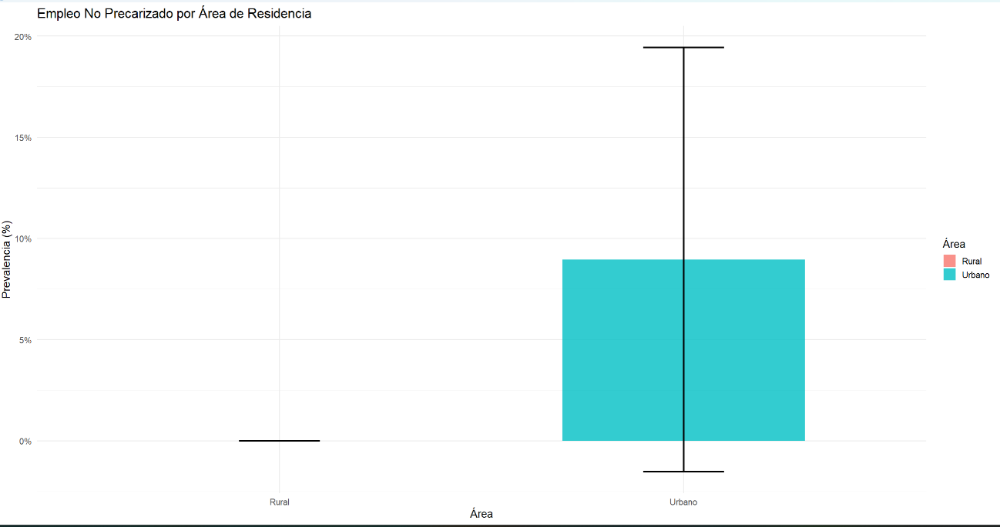 Empleo No Precarizado por Área de Residencia
20%
15%
10%
5%
0%
Prevalencia (%)
Rural
Urbano
Área
Área
Rural
Urbano